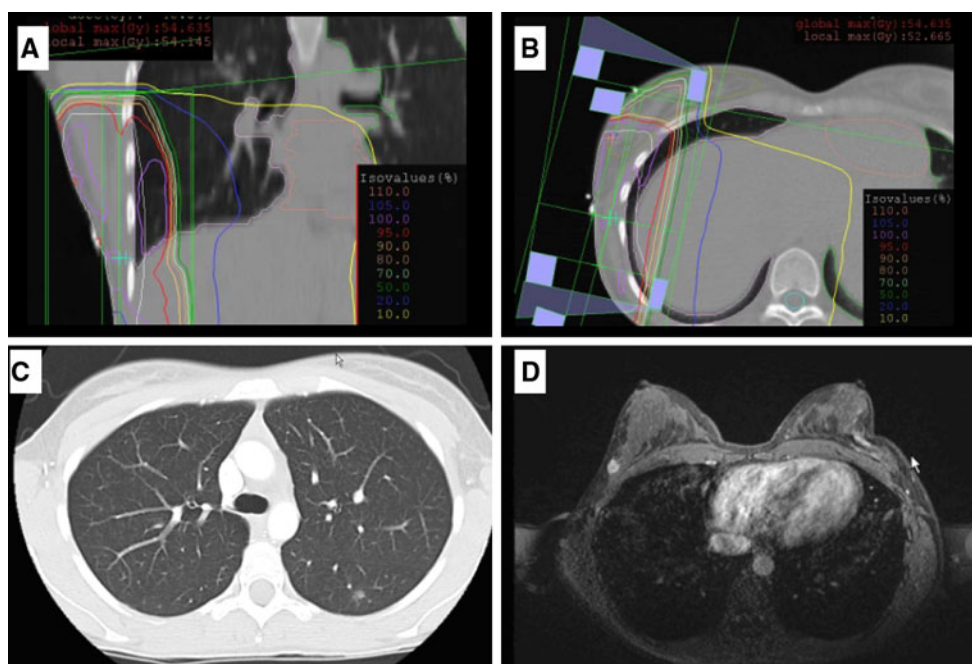 A
global max(Gy):54.635
local max(Gy):54.145
Isovalues(%)
110.0
105.0
100.0
95.0
90.0
80.0
70.0
50.0
20.0
10.0
B
global max(Gy):54.635
local max(Gy):52.665
Isovalues(%)
110.0
105.0
100.0
95.0
90.0
80.0
70.0
50.0
20.0
10.0
C
D